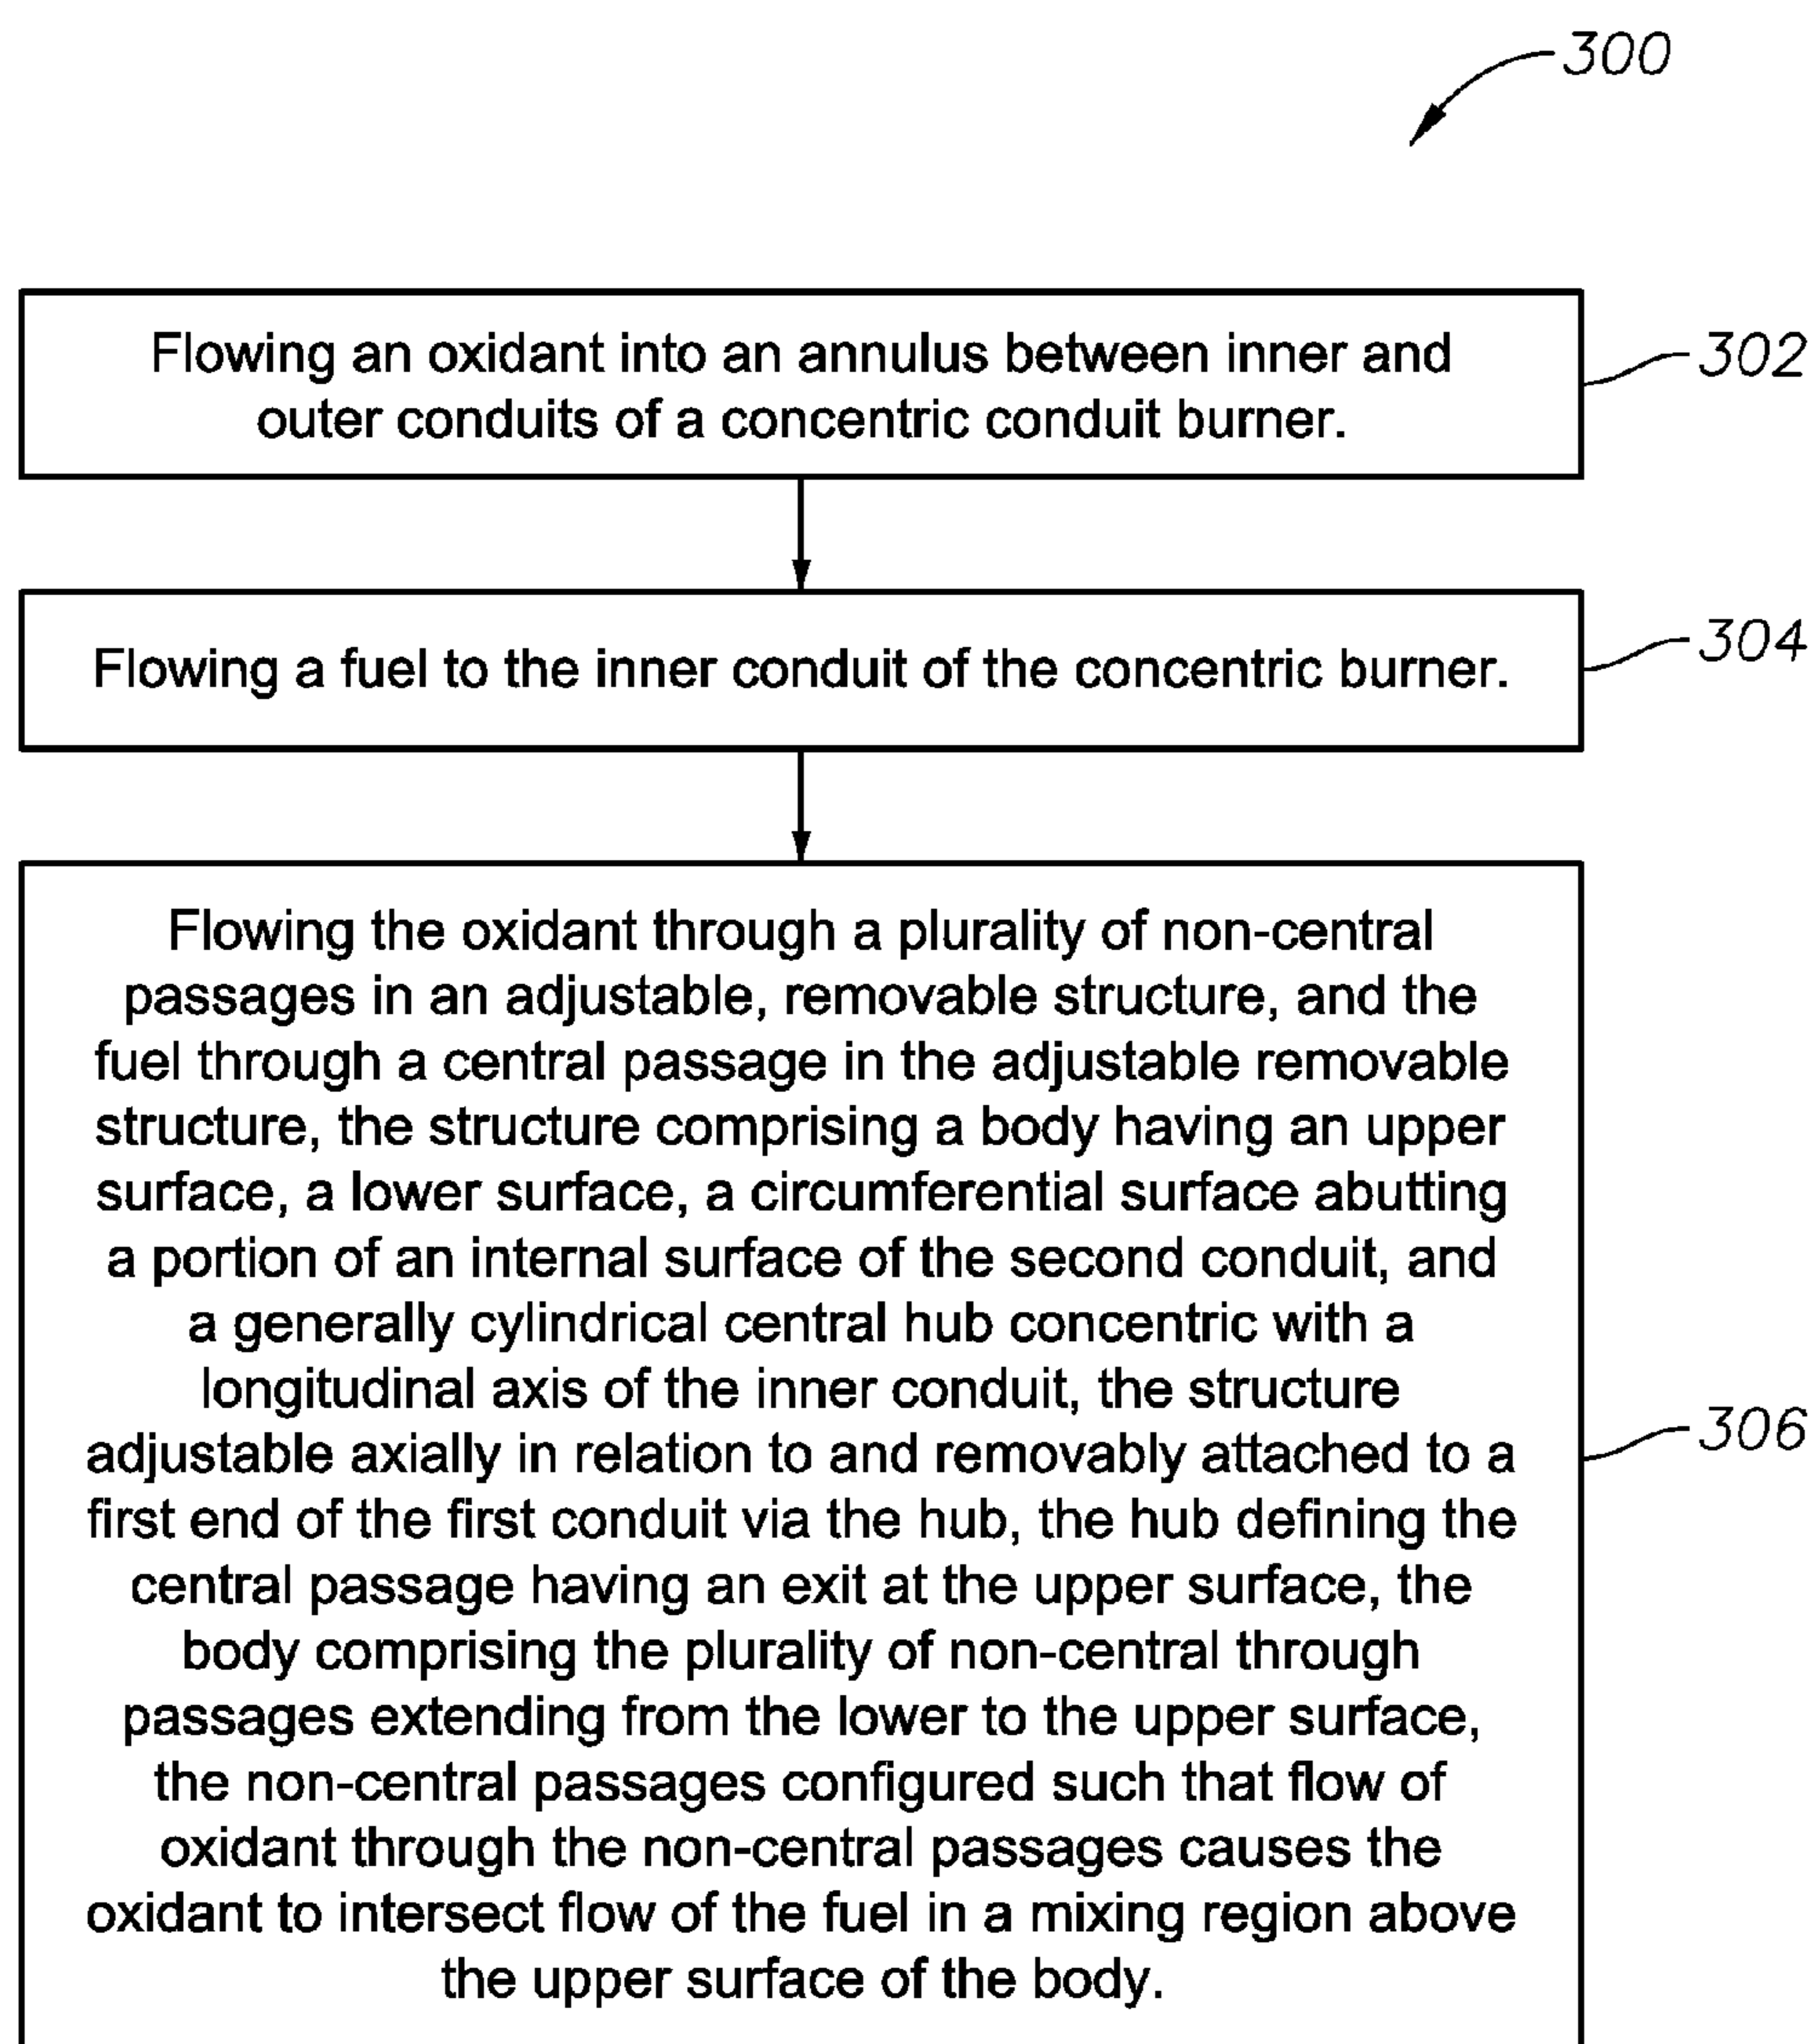 300
Flowing an oxidant into an annulus between inner and
outer conduits of a concentric conduit burner.
302
Flowing a fuel to the inner conduit of the concentric burner.
304
Flowing the oxidant through a plurality of non-central
passages in an adjustable, removable structure, and the
fuel through a central passage in the adjustable removable
structure, the structure comprising a body having an upper
surface, a lower surface, a circumferential surface abutting
a portion of an internal surface of the second conduit, and
a generally cylindrical central hub concentric with a
longitudinal axis of the inner conduit, the structure
adjustable axially in relation to and removably attached to a
first end of the first conduit via the hub, the hub defining the
central passage having an exit at the upper surface, the
body comprising the plurality of non-central through
passages extending from the lower to the upper surface,
the non-central passages configured such that flow of
oxidant through the non-central passages causes the
oxidant to intersect flow of the fuel in a mixing region above
the upper surface of the body.
306